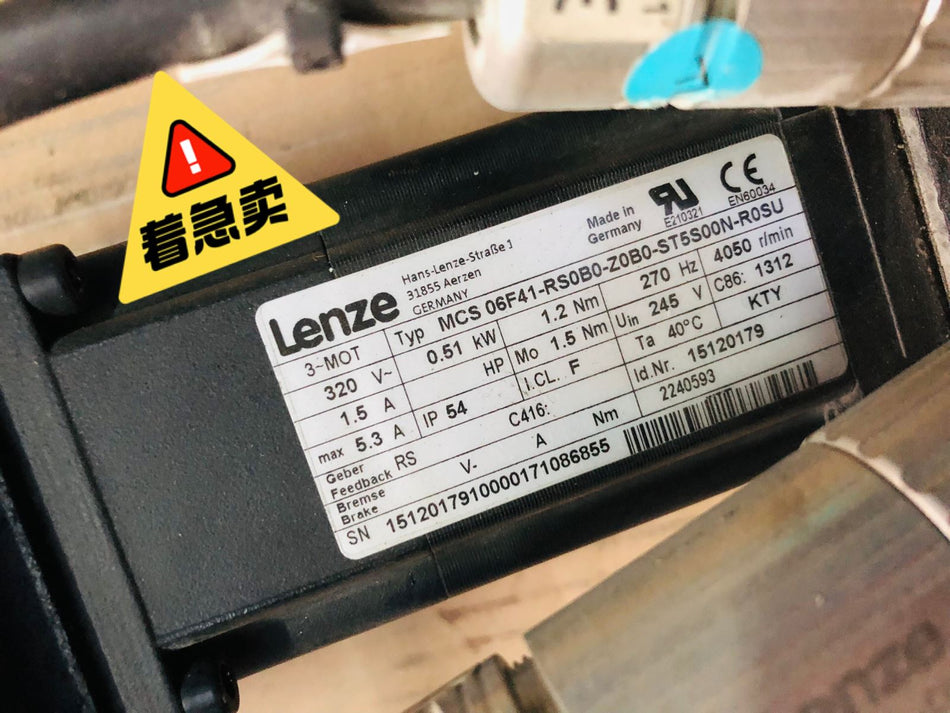 着急卖
Lenze
Hans-Lenze-Straße 1
31855 Aerzen
GERMANY
Made in
Germany
E210321
CE
EN60034
3~MOT
Typ MCS 06F41-RS0B0-Z0B0-ST5S00N-R0SU
320 V~ 0.51 kW 1.2 Nm 270 Hz 4050 r/min
1.5 A HP Mo 1.5 Nm Uin 245 V C86: 1312
max 5.3 A IP 54 I.CL. F Ta 40°C KTY
Geber
Feedback RS C416: Id.Nr. 15120179
Bremse
Brake V- A Nm 2240593
SN 1512017910000171086855
Lenze